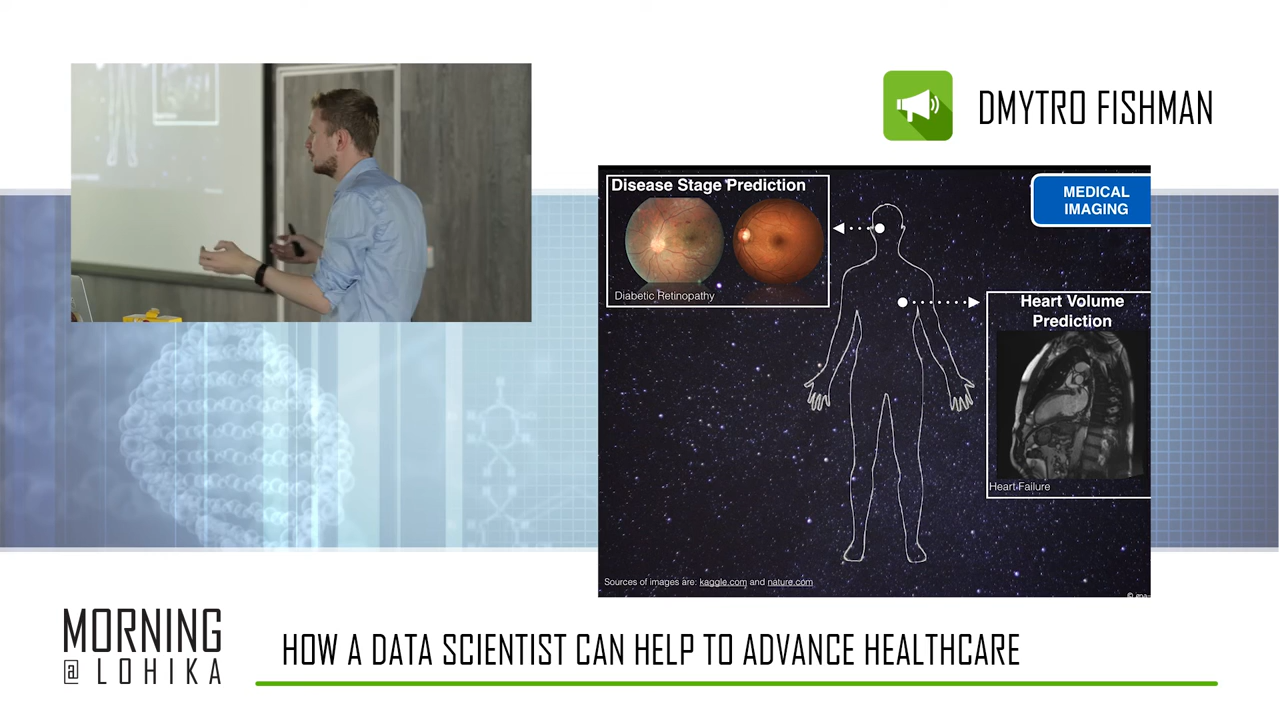 DMYTRO FISHMAN
Disease Stage Prediction
Diabetic Retinopathy
MEDICAL
IMAGING
Heart Volume
Prediction
Heart Failure
Sources of images are: kaggle.com and nature.com
MORNING
@ LOHIKA
HOW A DATA SCIENTIST CAN HELP TO ADVANCE HEALTHCARE